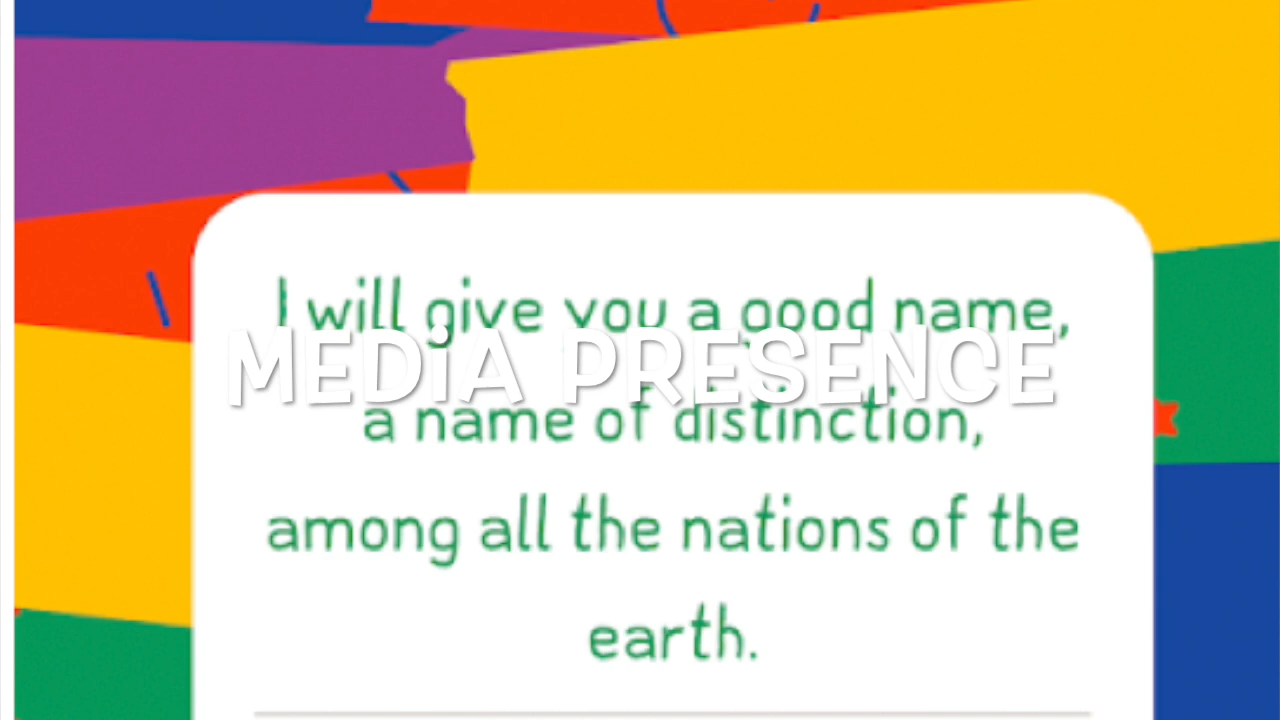 I will give you a good name,
MEDiA PRESENCE
a name of distinction,
among all the nations of the
earth.